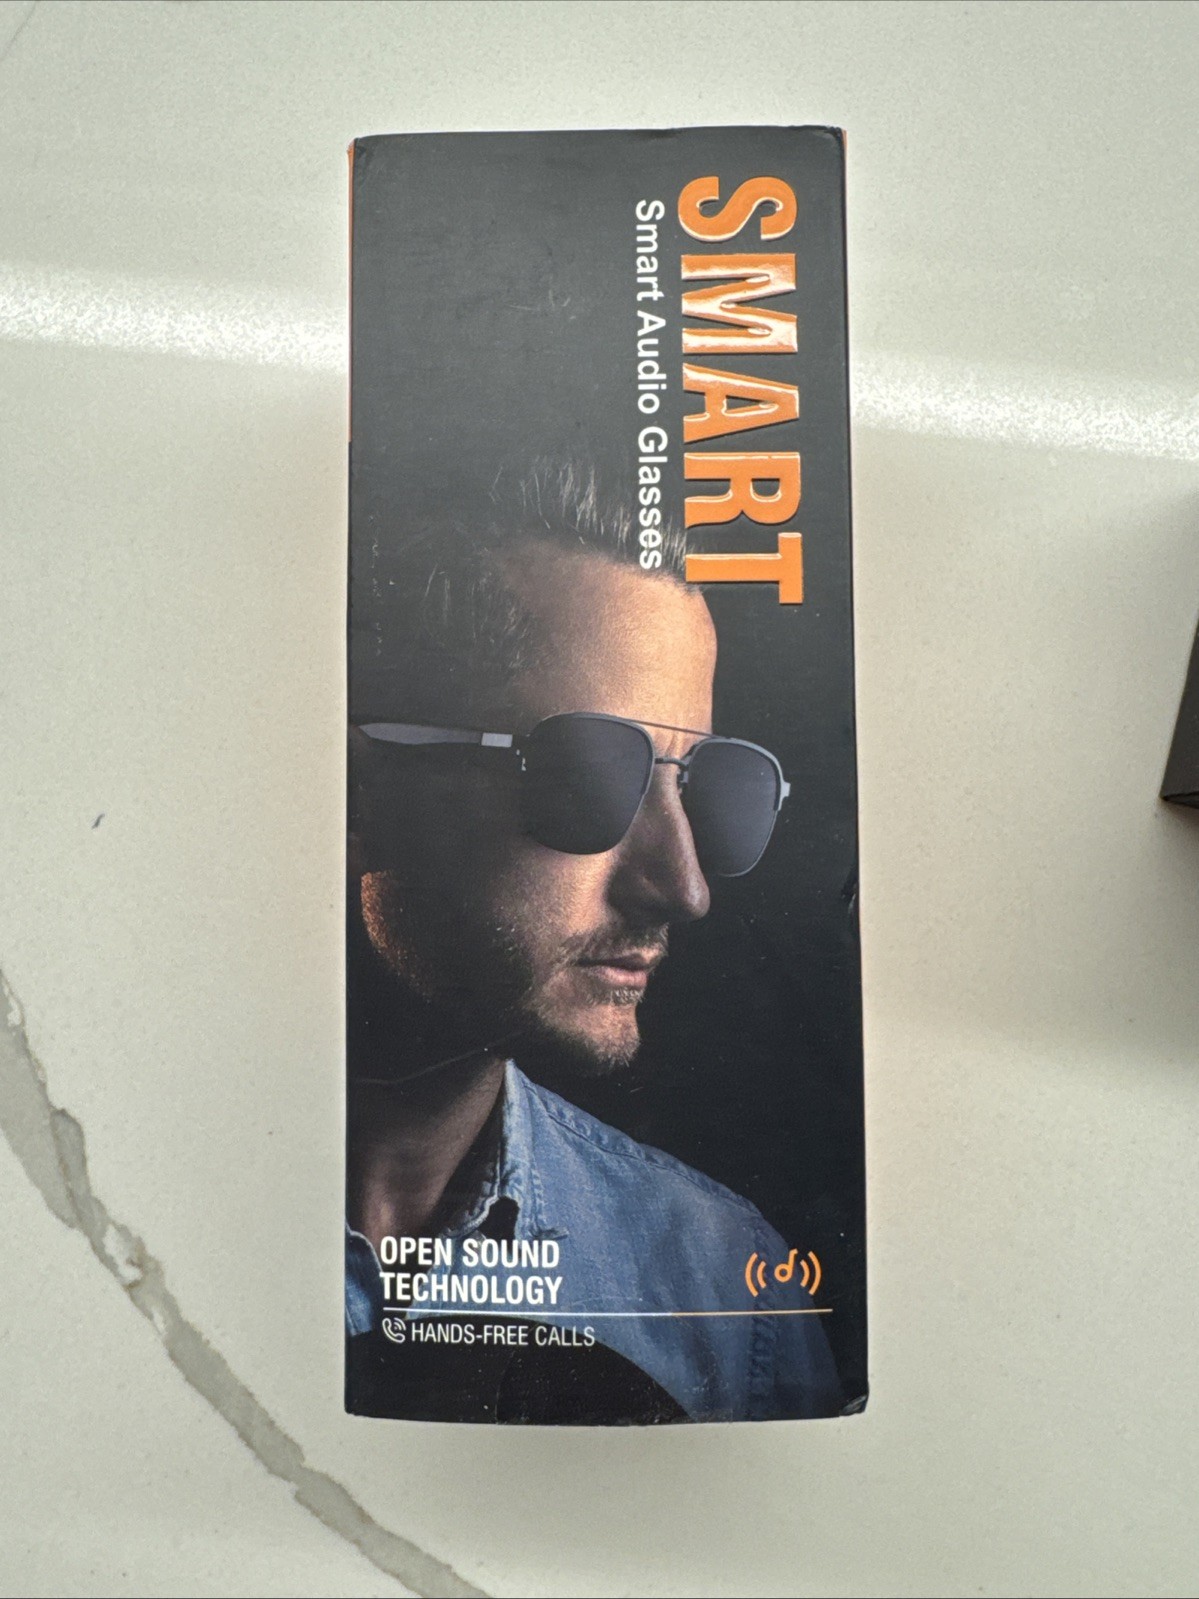 SMART
Smart Audio Glasses
OPEN SOUND
TECHNOLOGY
HANDS-FREE CALLS